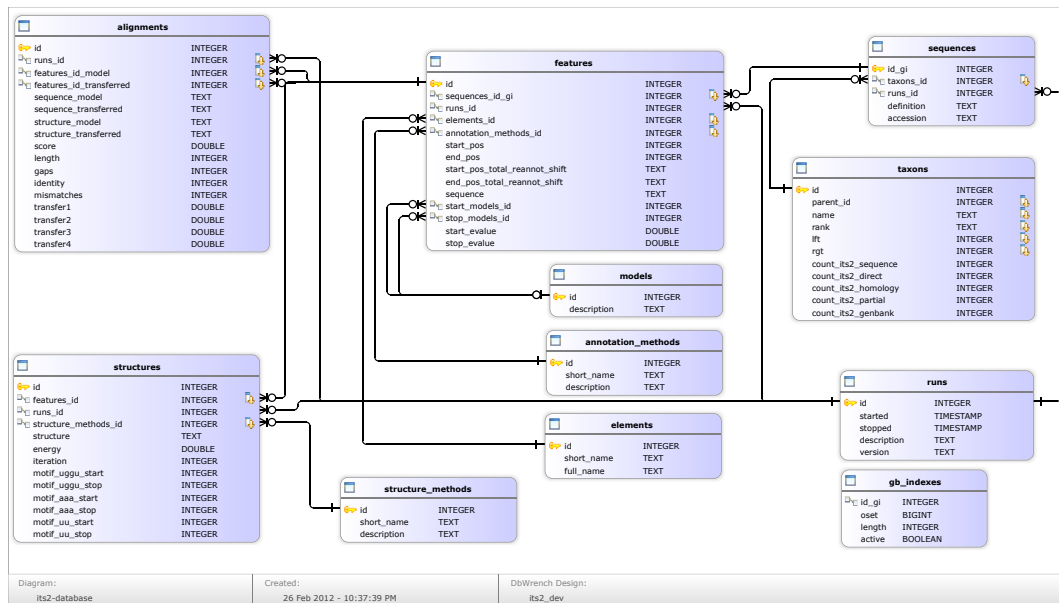 alignments
id INTEGER
runs_id INTEGER
features_id_model INTEGER
features_id_transferred INTEGER
sequence_model TEXT
sequence_transferred TEXT
structure_model TEXT
structure_transferred TEXT
score DOUBLE
length INTEGER
gaps INTEGER
identity INTEGER
mismatches INTEGER
transfer1 DOUBLE
transfer2 DOUBLE
transfer3 DOUBLE
transfer4 DOUBLE
features
id INTEGER
sequences_id_gi INTEGER
runs_id INTEGER
elements_id INTEGER
annotation_methods_id INTEGER
start_pos INTEGER
end_pos INTEGER
start_pos_total_reannot_shift TEXT
end_pos_total_reannot_shift TEXT
sequence TEXT
start_models_id INTEGER
stop_models_id INTEGER
start_evalue DOUBLE
stop_evalue DOUBLE
sequences
id_gi INTEGER
taxons_id INTEGER
runs_id INTEGER
definition TEXT
accession TEXT
taxons
id INTEGER
parent_id INTEGER
name TEXT
rank TEXT
lft INTEGER
rgt INTEGER
count_its2_sequence INTEGER
count_its2_direct INTEGER
count_its2_homology INTEGER
count_its2_partial INTEGER
count_its2_genbank INTEGER
models
id INTEGER
description TEXT
annotation_methods
id INTEGER
short_name TEXT
description TEXT
structures
id INTEGER
features_id INTEGER
runs_id INTEGER
structure_methods_id INTEGER
structure TEXT
energy DOUBLE
iteration INTEGER
motif_uggu_start INTEGER
motif_uggu_stop INTEGER
motif_aaa_start INTEGER
motif_aaa_stop INTEGER
motif_uu_start INTEGER
motif_uu_stop INTEGER
runs
id INTEGER
started TIMESTAMP
stopped TIMESTAMP
description TEXT
version TEXT
elements
id INTEGER
short_name TEXT
full_name TEXT
structure_methods
id INTEGER
short_name TEXT
description TEXT
gb_indexes
id_gi INTEGER
oset BIGINT
length INTEGER
active BOOLEAN
Diagram:
its2-database
Created:
26 Feb 2012 - 10:37:39 PM
DbWrench Design:
its2_dev